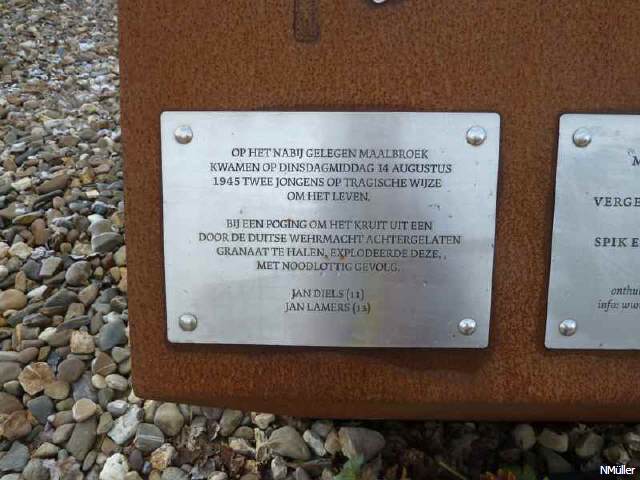 OP HET NABIJ GELEGEN MAALBROEK
KWAMEN OP DINSDAGMIDDAG 14 AUGUSTUS
1945 TWEE JONGENS OP TRAGISCHE WIJZE
OM HET LEVEN.
BIJ EEN POGING OM HET KRUIT UIT EEN
DOOR DE DUITSE WEHRMACHT ACHTERGELATEN
GRANAAT TE HALEN, EXPLODEERDE DEZE,
MET NOODLOTTIG GEVOLG.
JAN DIELS (11)
JAN LAMERS (12)
M
VERGE
SPIK E
onthul
info: www
NMüller